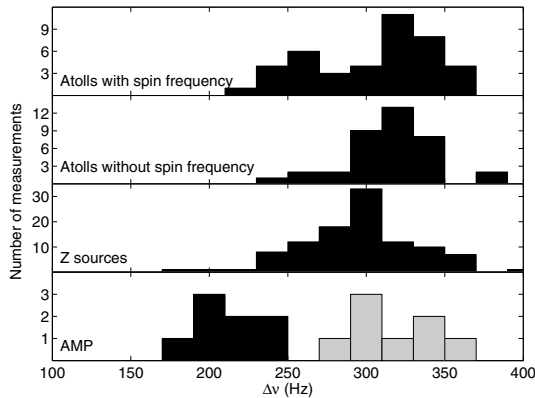 9
6
3
Atolls with spin frequency
12
9
6
3
Atolls without spin frequency
30
20
10
Z sources
3
2
1
AMP
Number of measurements
100 150 200 250 300 350 400
Δν (Hz)